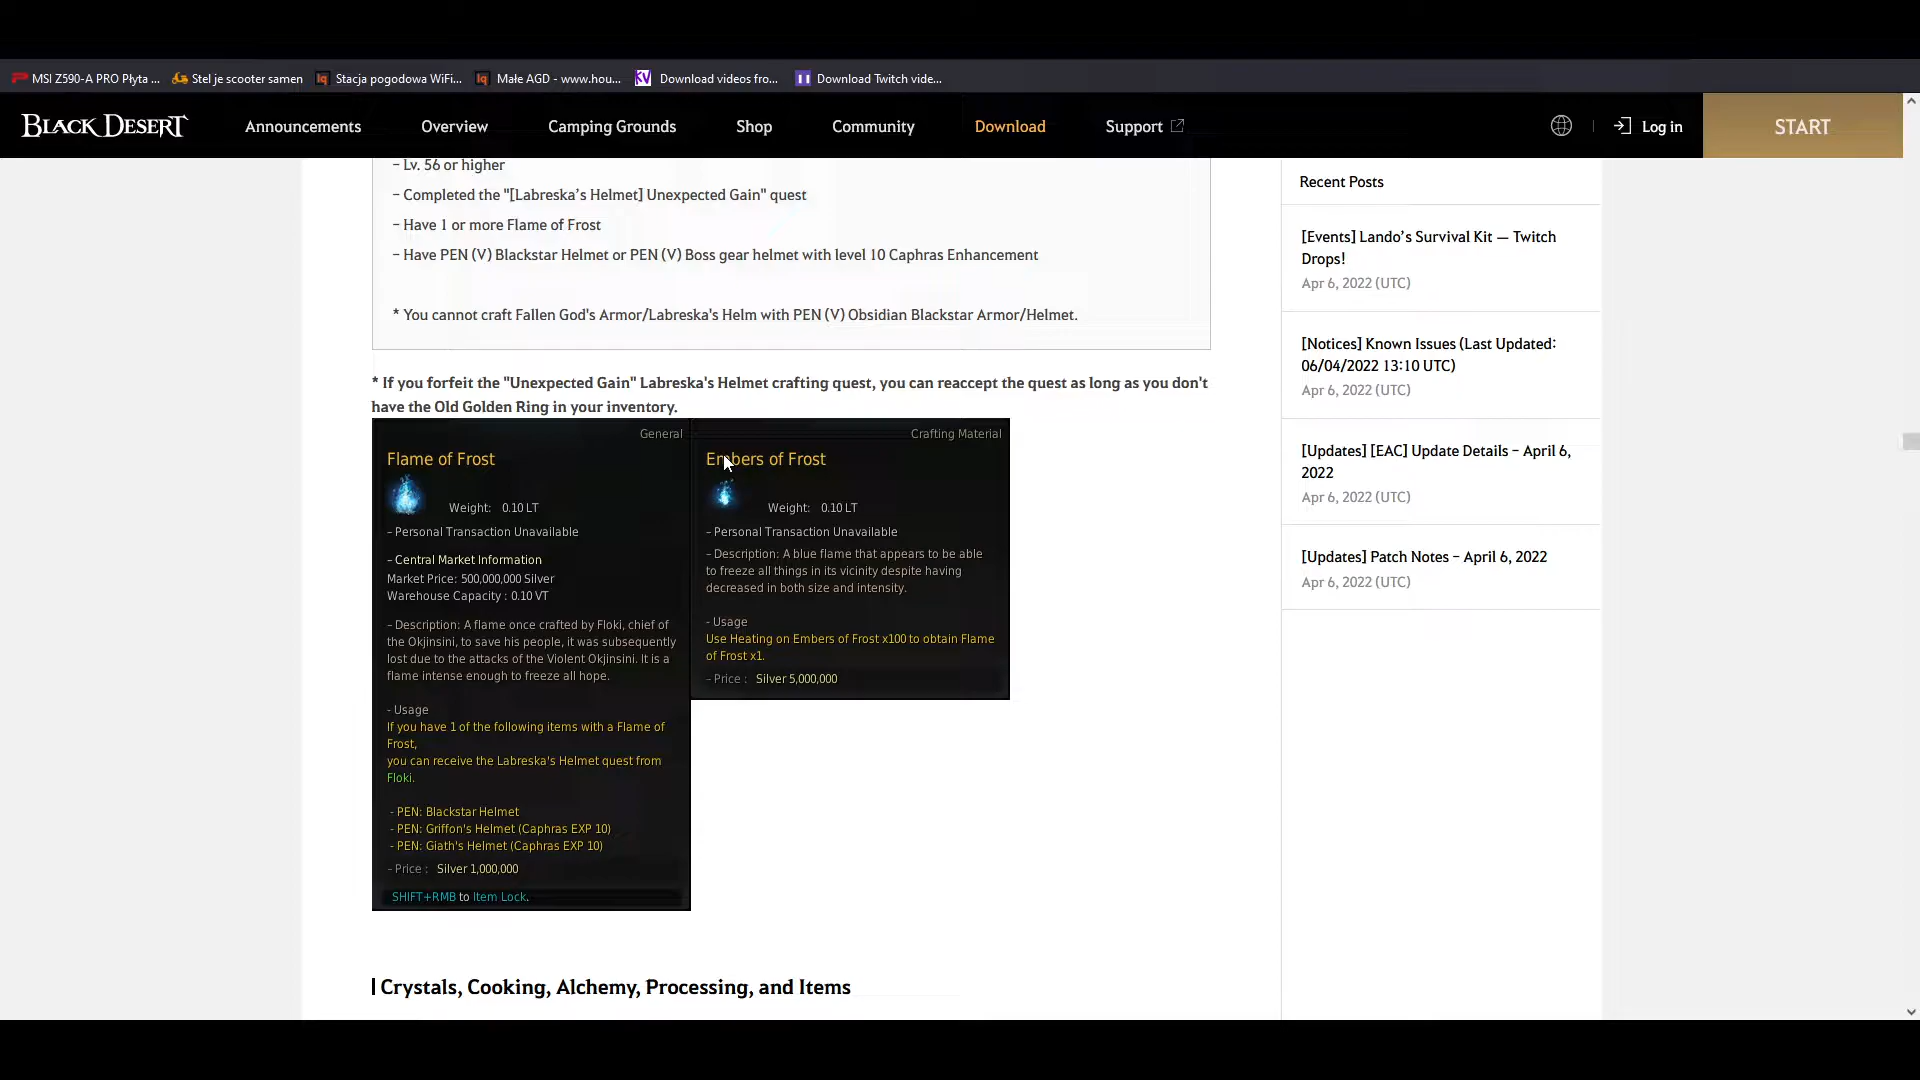 MSI Z590-A PRO Płyta ...
Stel je scooter samen
Stacja pogodowa WiFi...
Małe AGD - www.hou...
Download videos fro...
Download Twitch vide...
BLACK DESERT
Announcements
Overview
Camping Grounds
Shop
Community
Download
Support
Log in
START
– Lv. 56 or higher
– Completed the "[Labreska’s Helmet] Unexpected Gain" quest
– Have 1 or more Flame of Frost
– Have PEN (V) Blackstar Helmet or PEN (V) Boss gear helmet with level 10 Caphras Enhancement
* You cannot craft Fallen God's Armor/Labreska's Helm with PEN (V) Obsidian Blackstar Armor/Helmet.
* If you forfeit the "Unexpected Gain" Labreska's Helmet crafting quest, you can reaccept the quest as long as you don't
have the Old Golden Ring in your inventory.
General
Flame of Frost
Weight: 0.10 LT
– Personal Transaction Unavailable
– Central Market Information
Market Price: 500,000,000 Silver
Warehouse Capacity : 0.10 VT
– Description: A flame once crafted by Floki, chief of
the Okjinsini, to save his people, it was subsequently
lost due to the attacks of the Violent Okjinsini. It is a
flame intense enough to freeze all hope.
- Usage
If you have 1 of the following items with a Flame of
Frost,
you can receive the Labreska's Helmet quest from
Floki.
- PEN: Blackstar Helmet
- PEN: Griffon's Helmet (Caphras EXP 10)
- PEN: Giath's Helmet (Caphras EXP 10)
– Price : Silver 1,000,000
SHIFT+RMB to Item Lock.
Crafting Material
Embers of Frost
Weight: 0.10 LT
– Personal Transaction Unavailable
– Description: A blue flame that appears to be able
to freeze all things in its vicinity despite having
decreased in both size and intensity.
- Usage
Use Heating on Embers of Frost x100 to obtain Flame
of Frost x1.
– Price : Silver 5,000,000
Crystals, Cooking, Alchemy, Processing, and Items
Recent Posts
[Events] Lando’s Survival Kit — Twitch
Drops!
Apr 6, 2022 (UTC)
[Notices] Known Issues (Last Updated:
06/04/2022 13:10 UTC)
Apr 6, 2022 (UTC)
[Updates] [EAC] Update Details – April 6,
2022
Apr 6, 2022 (UTC)
[Updates] Patch Notes – April 6, 2022
Apr 6, 2022 (UTC)